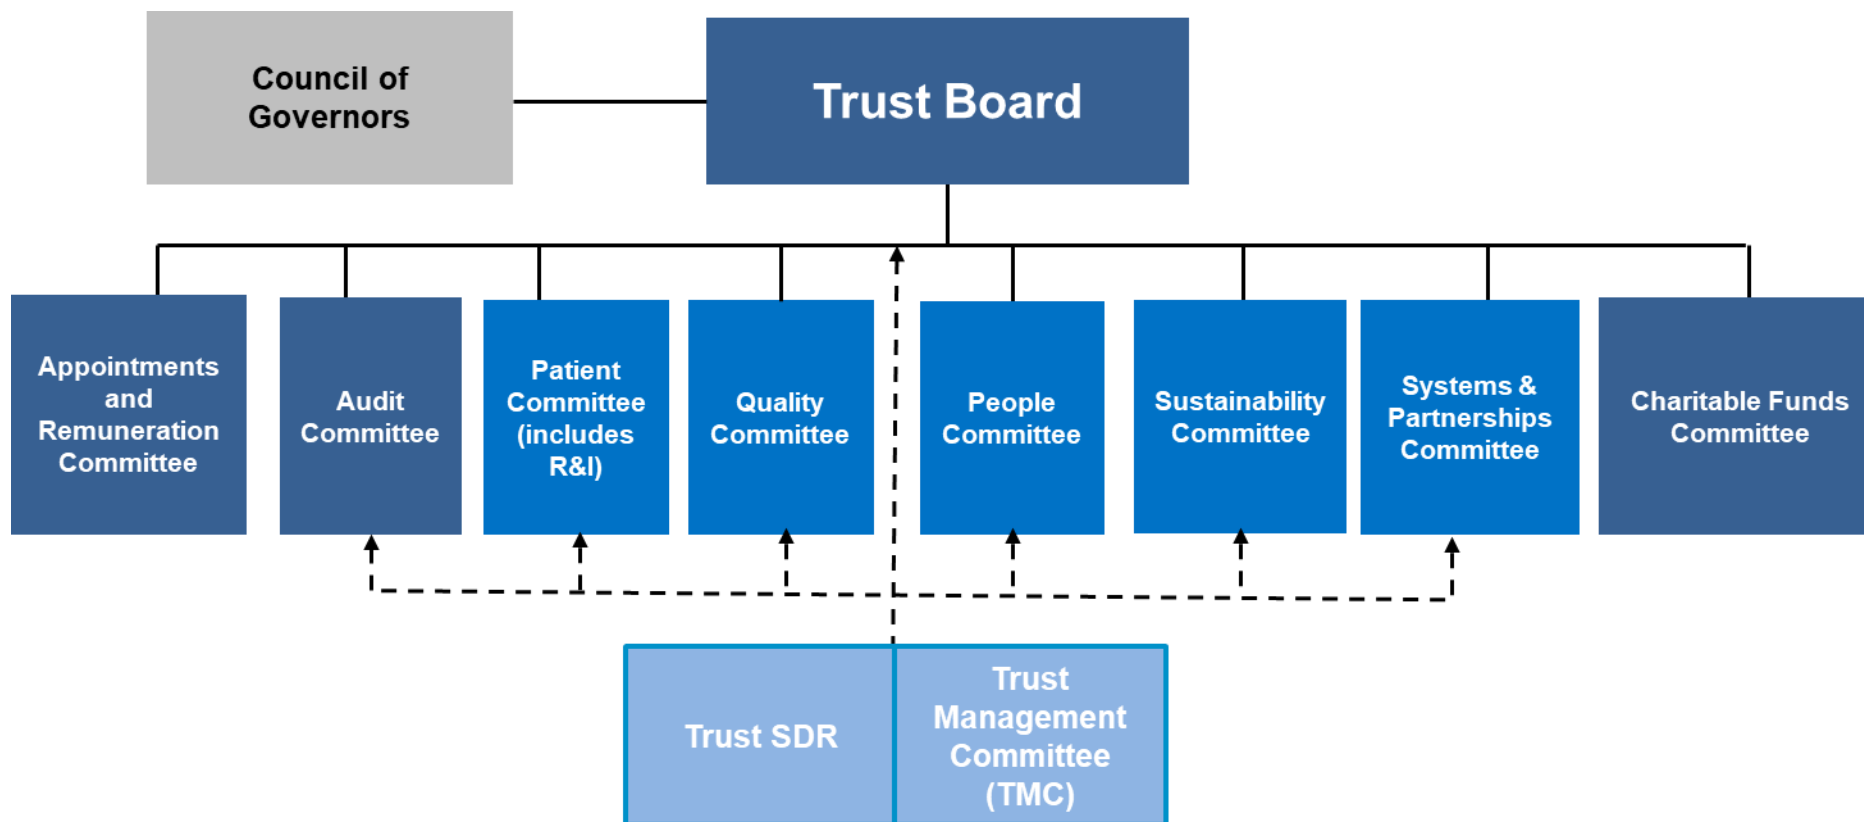 Council of
Governors
Trust Board
Appointments
and
Remuneration
Committee
Audit
Committee
Patient
Committee
(includes
R&I)
Quality
Committee
People
Committee
Sustainability
Committee
Systems &
Partnerships
Committee
Charitable Funds
Committee
Trust SDR
Trust
Management
Committee
(TMC)